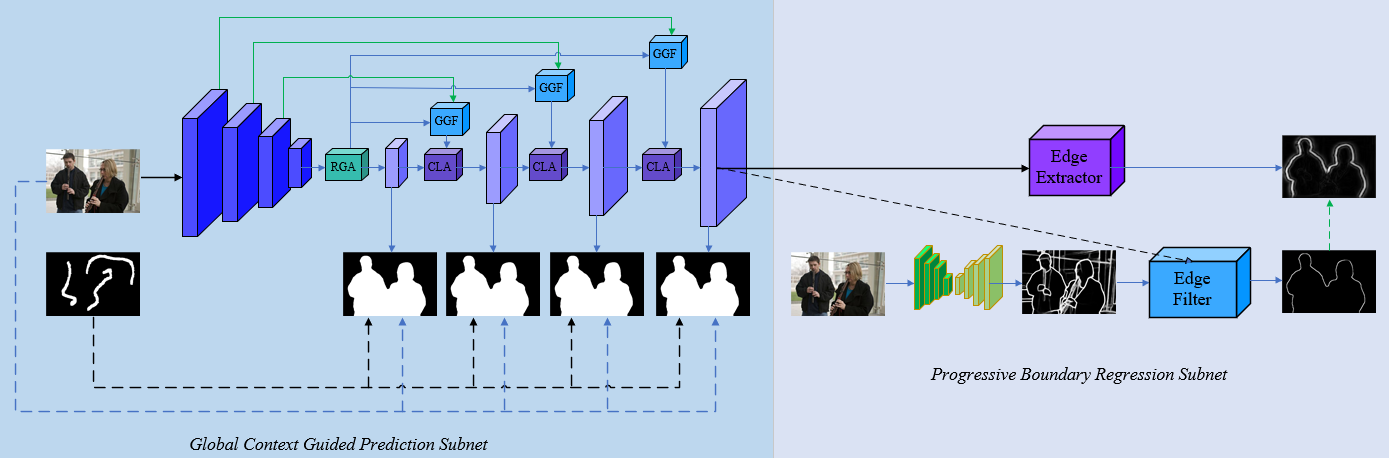 GGF
GGF
GGF
RGA
CLA
CLA
CLA
Edge
Extractor
Edge
Filter
Progressive Boundary Regression Subnet
Global Context Guided Prediction Subnet